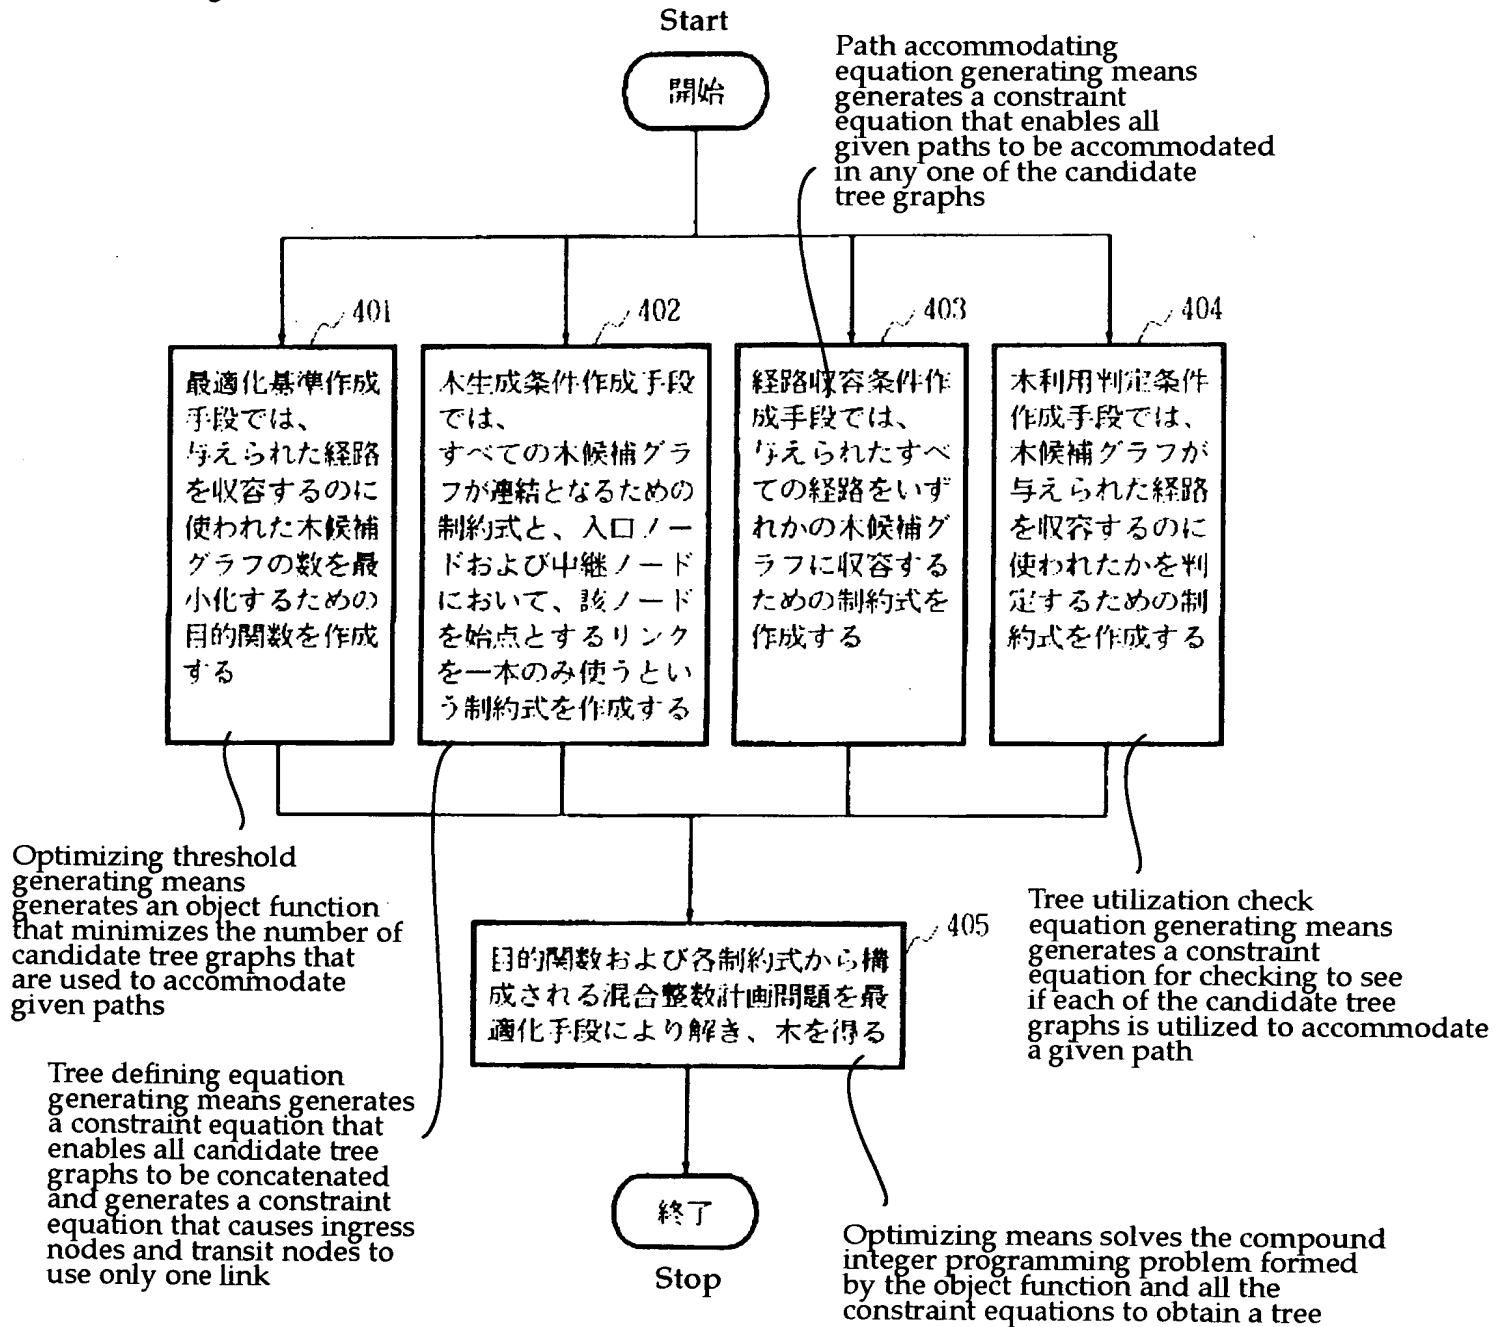 Start
開始
Path accommodating
equation generating means
generates a constraint
equation that enables all
given paths to be accommodated
in any one of the candidate
tree graphs
401
最適化基準作成
手段では、
与えられた経路
を収容するのに
使われた木候補
グラフの数を最
小化するための
目的関数を作成
する
402
木生成条件作成手段
では、
すべての木候補グラ
フが連結となるための
制約式と、入口ノー
ドおよび中継ノード
において、該ノード
を始点とするリンク
を一本のみ使うとい
う制約式を作成する
403
経路収容条件作
成手段では、
与えられたすべ
ての経路をいず
れかの木候補グ
ラフに収容する
ための制約式を
作成する
404
木利用判定条件
作成手段では、
木候補グラフが
与えられた経路
を収容するのに
使われたかを判
定するための制
約式を作成する
Optimizing threshold
generating means
generates an object function
that minimizes the number of
candidate tree graphs that
are used to accommodate
given paths
Tree utilization check
equation generating means
generates a constraint
equation for checking to see
if each of the candidate tree
graphs is utilized to accommodate
a given path
405
目的関数および各制約式から構
成される混合整数計画問題を最
適化手段により解き、木を得る
Tree defining equation
generating means generates
a constraint equation that
enables all candidate tree
graphs to be concatenated
and generates a constraint
equation that causes ingress
nodes and transit nodes to
use only one link
終了
Stop
Optimizing means solves the compound
integer programming problem formed
by the object function and all the
constraint equations to obtain a tree